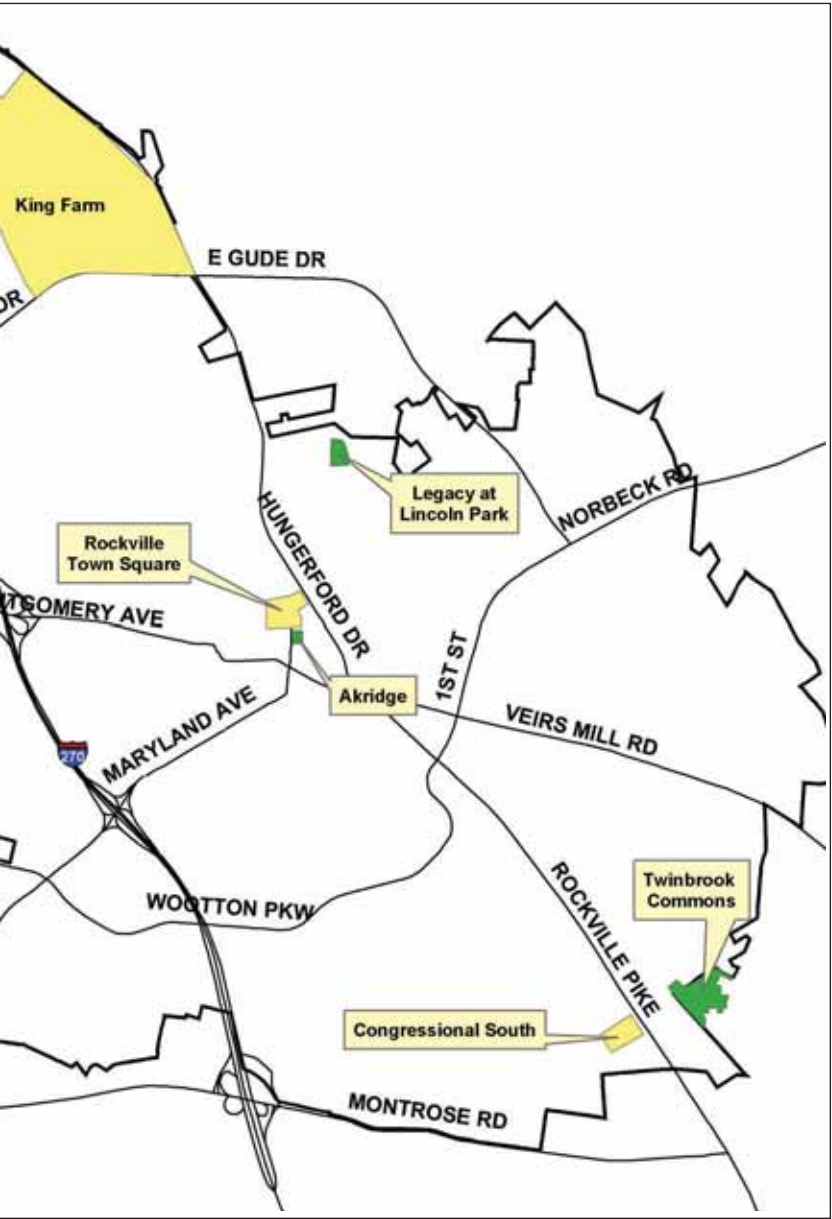 King Farm
E GUDE DR
DR
Legacy at
Lincoln Park
NORBECK RD
HUNGERFORD DR
Rockville
Town Square
TGOMERY AVE
1ST ST
Akridge
MARYLAND AVE
VEIRS MILL RD
270
Twinbrook
Commons
ROCKVILLE PIKE
WOOTTON PKW
Congressional South
MONTROSE RD